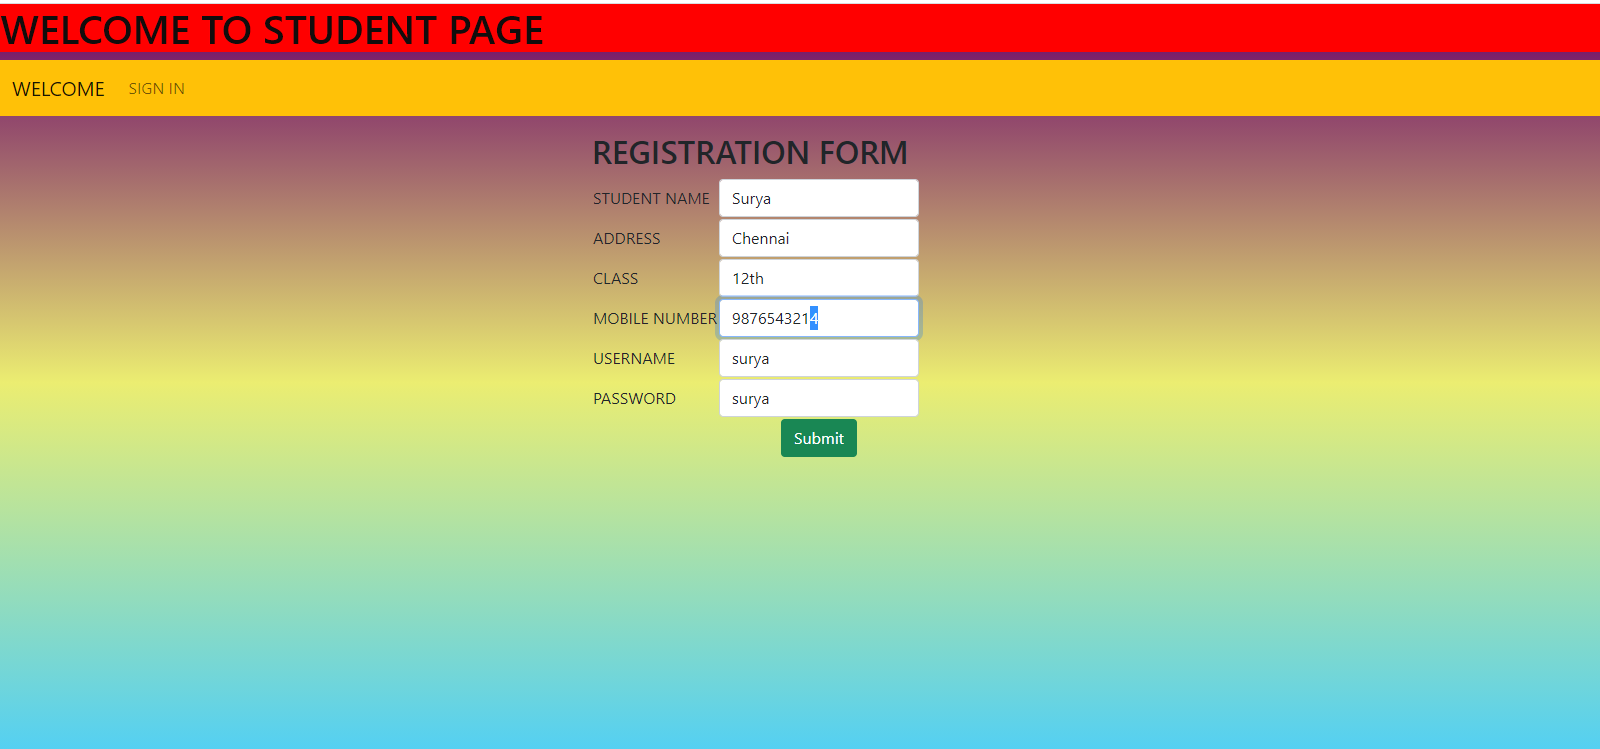 WELCOME TO STUDENT PAGE
WELCOME SIGN IN
REGISTRATION FORM
STUDENT NAME Surya
ADDRESS Chennai
CLASS 12th
MOBILE NUMBER 9876543214
USERNAME surya
PASSWORD surya
Submit